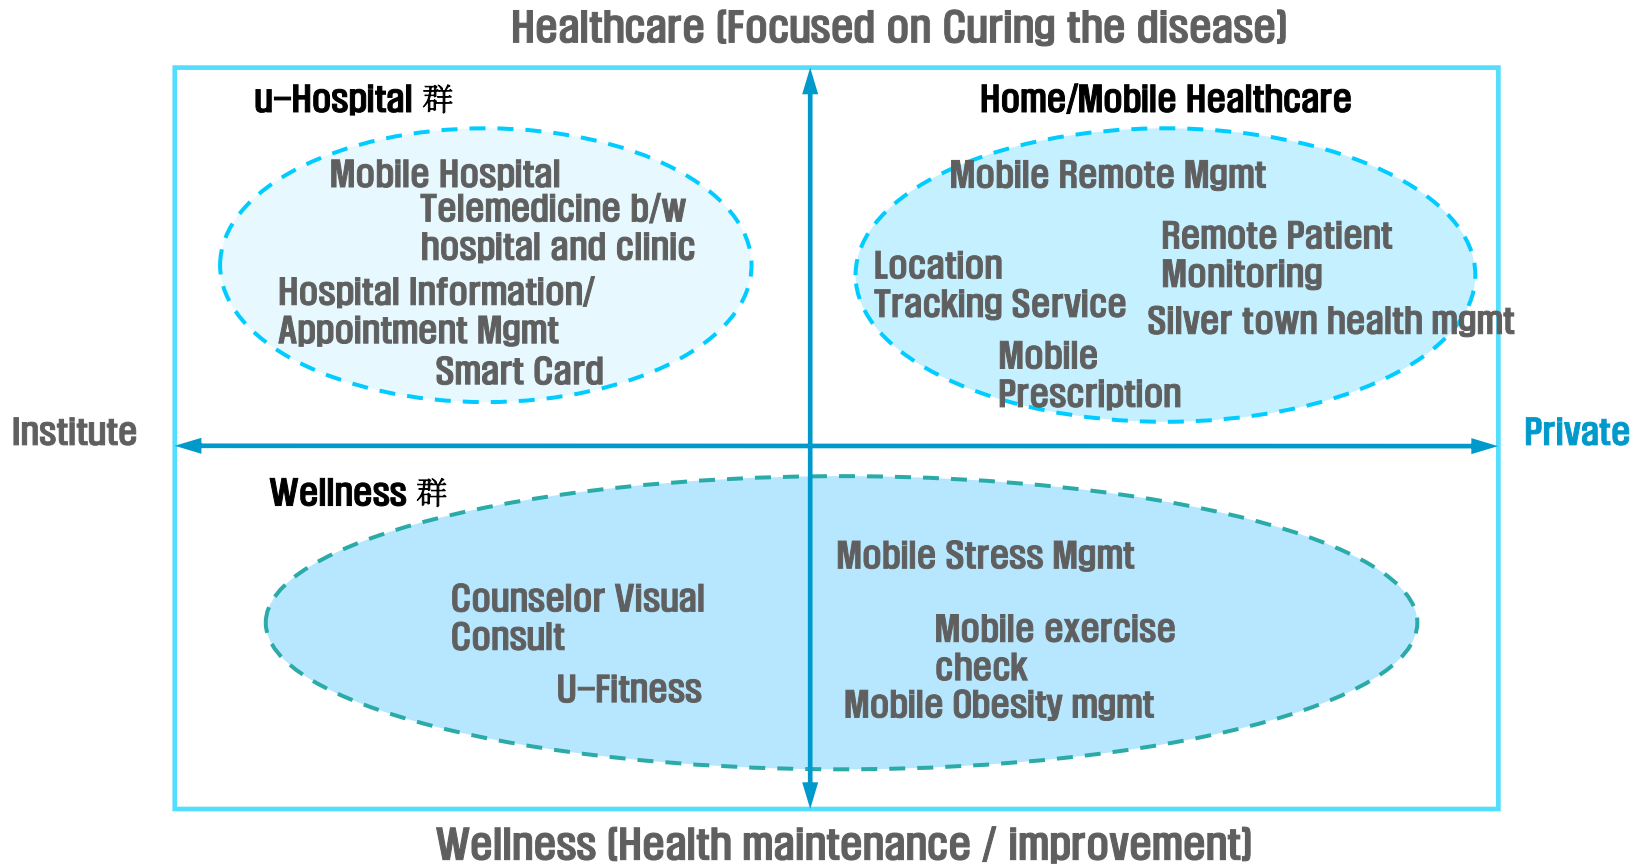 Healthcare (Focused on Curing the disease)
u-Hospital 群
Mobile Hospital
Telemedicine b/w
hospital and clinic
Hospital Information/
Appointment Mgmt
Smart Card
Home/Mobile Healthcare
Mobile Remote Mgmt
Remote Patient
Monitoring
Location
Tracking Service
Silver town health mgmt
Mobile
Prescription
Institute
Private
Wellness 群
Counselor Visual
Consult
U-Fitness
Mobile Stress Mgmt
Mobile exercise
check
Mobile Obesity mgmt
Wellness (Health maintenance / improvement)